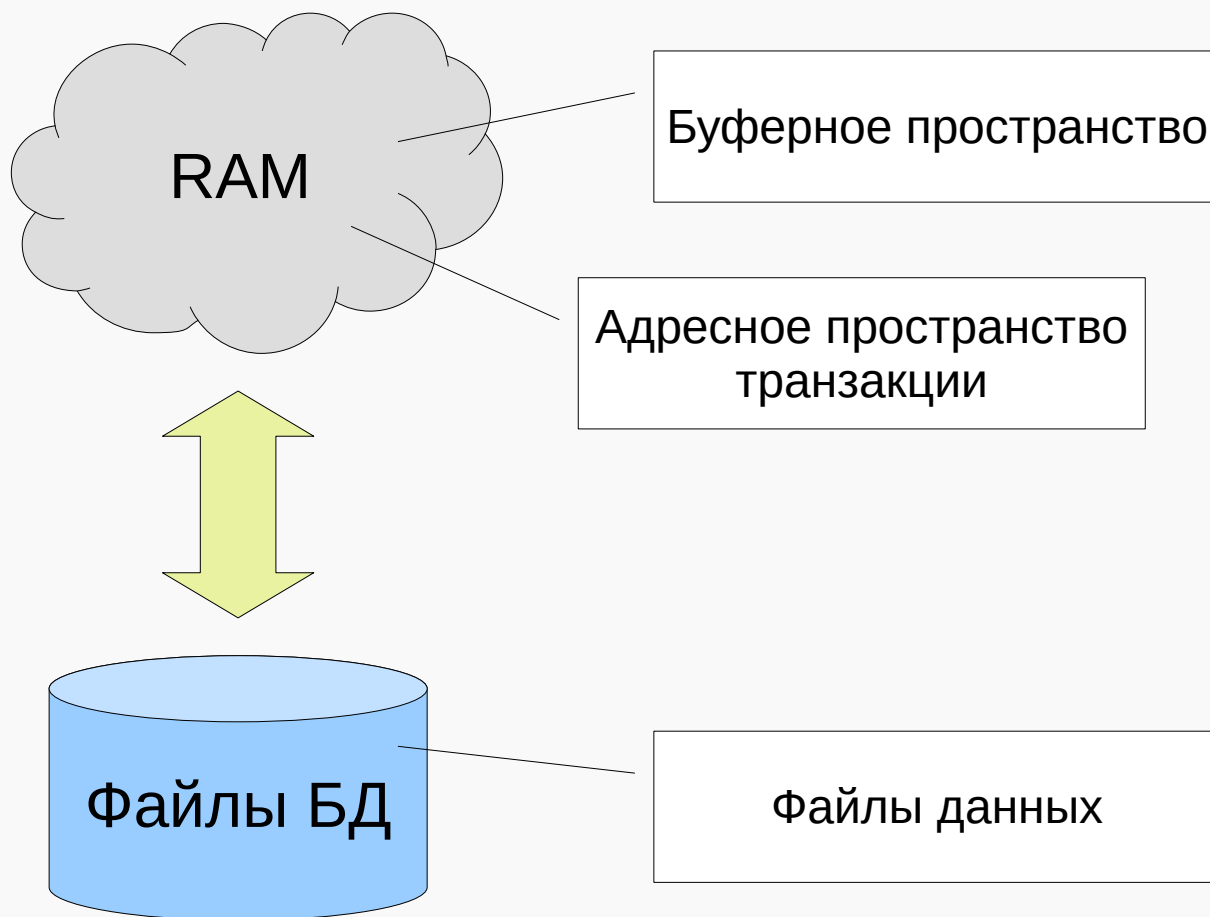 RAM
Буферное пространство
Адресное пространство
транзакции
Файлы БД
Файлы данных